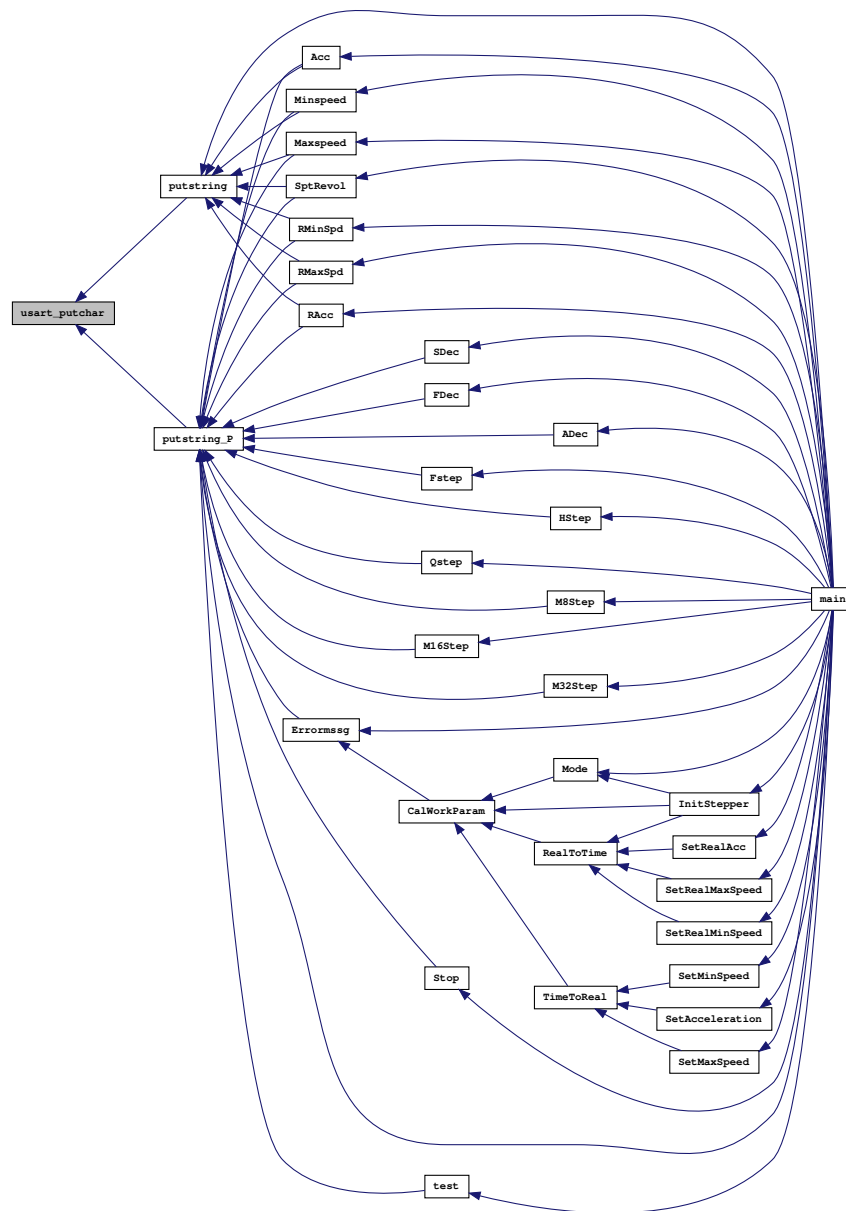 Acc
Minspeed
Maxspeed
putstring
SptRevol
RMinSpd
RMaxSpd
usart_putchar
RAcc
SDec
FDec
ADec
putstring_P
Fstep
HStep
Qstep
main
M8Step
M16Step
M32Step
Errormssg
Mode
InitStepper
CalWorkParam
SetRealAcc
RealToTime
SetRealMaxSpeed
SetRealMinSpeed
SetMinSpeed
Stop
TimeToReal
SetAcceleration
SetMaxSpeed
test